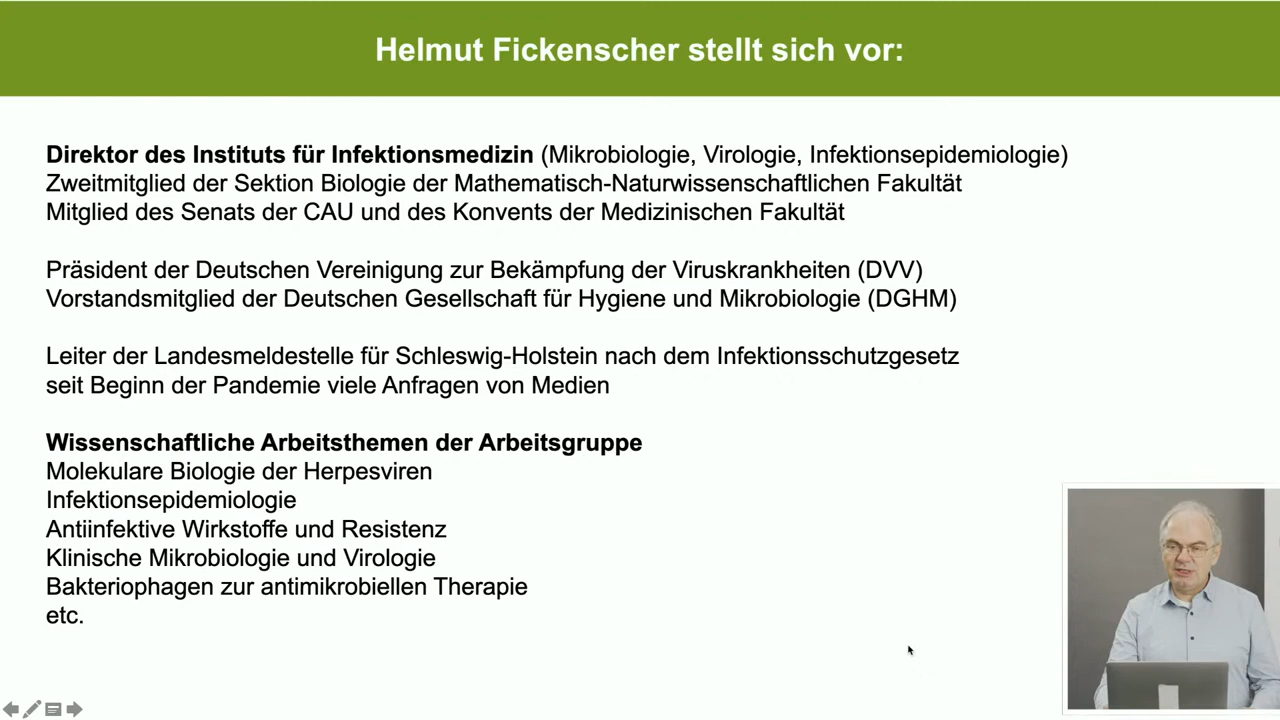 Helmut Fickenscher stellt sich vor:
Direktor des Instituts für Infektionsmedizin (Mikrobiologie, Virologie, Infektionsepidemiologie)
Zweitmitglied der Sektion Biologie der Mathematisch-Naturwissenschaftlichen Fakultät
Mitglied des Senats der CAU und des Konvents der Medizinischen Fakultät
Präsident der Deutschen Vereinigung zur Bekämpfung der Viruskrankheiten (DVV)
Vorstandsmitglied der Deutschen Gesellschaft für Hygiene und Mikrobiologie (DGHM)
Leiter der Landesmeldestelle für Schleswig-Holstein nach dem Infektionsschutzgesetz
seit Beginn der Pandemie viele Anfragen von Medien
Wissenschaftliche Arbeitsthemen der Arbeitsgruppe
Molekulare Biologie der Herpesviren
Infektionsepidemiologie
Antiinfektive Wirkstoffe und Resistenz
Klinische Mikrobiologie und Virologie
Bakteriophagen zur antimikrobiellen Therapie
etc.